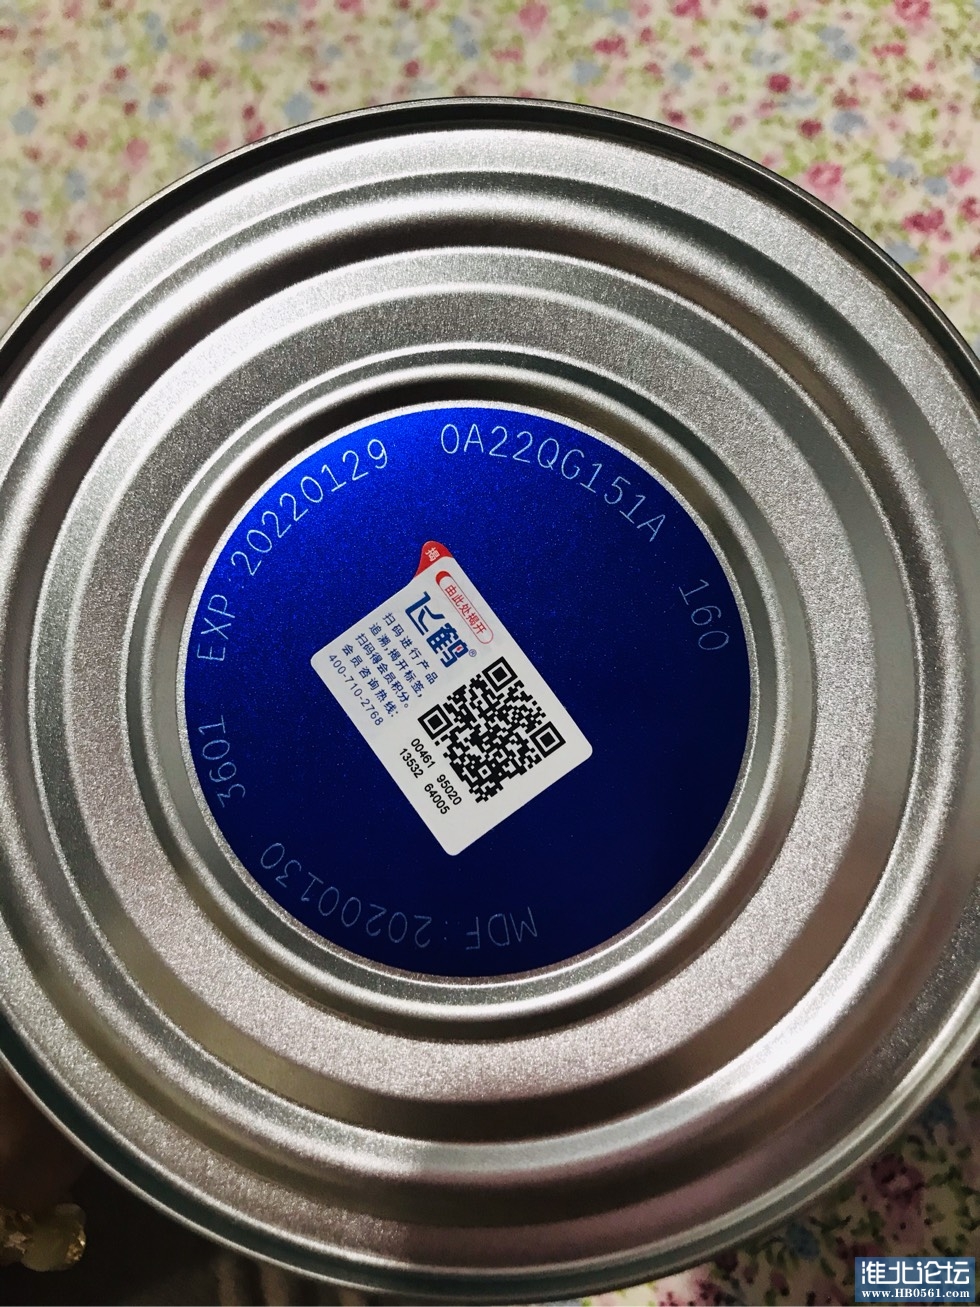 EXP:20220129
0A22QG151A
160
3601
MDF:20200130
揭
由此处揭开
飞鹤®
扫码进行产品
追溯,揭开标签,
扫码得会员积分。
会员咨询热线:
400-710-2768
00461 95020
13532 64005
淮北论坛
www.HB0561.com